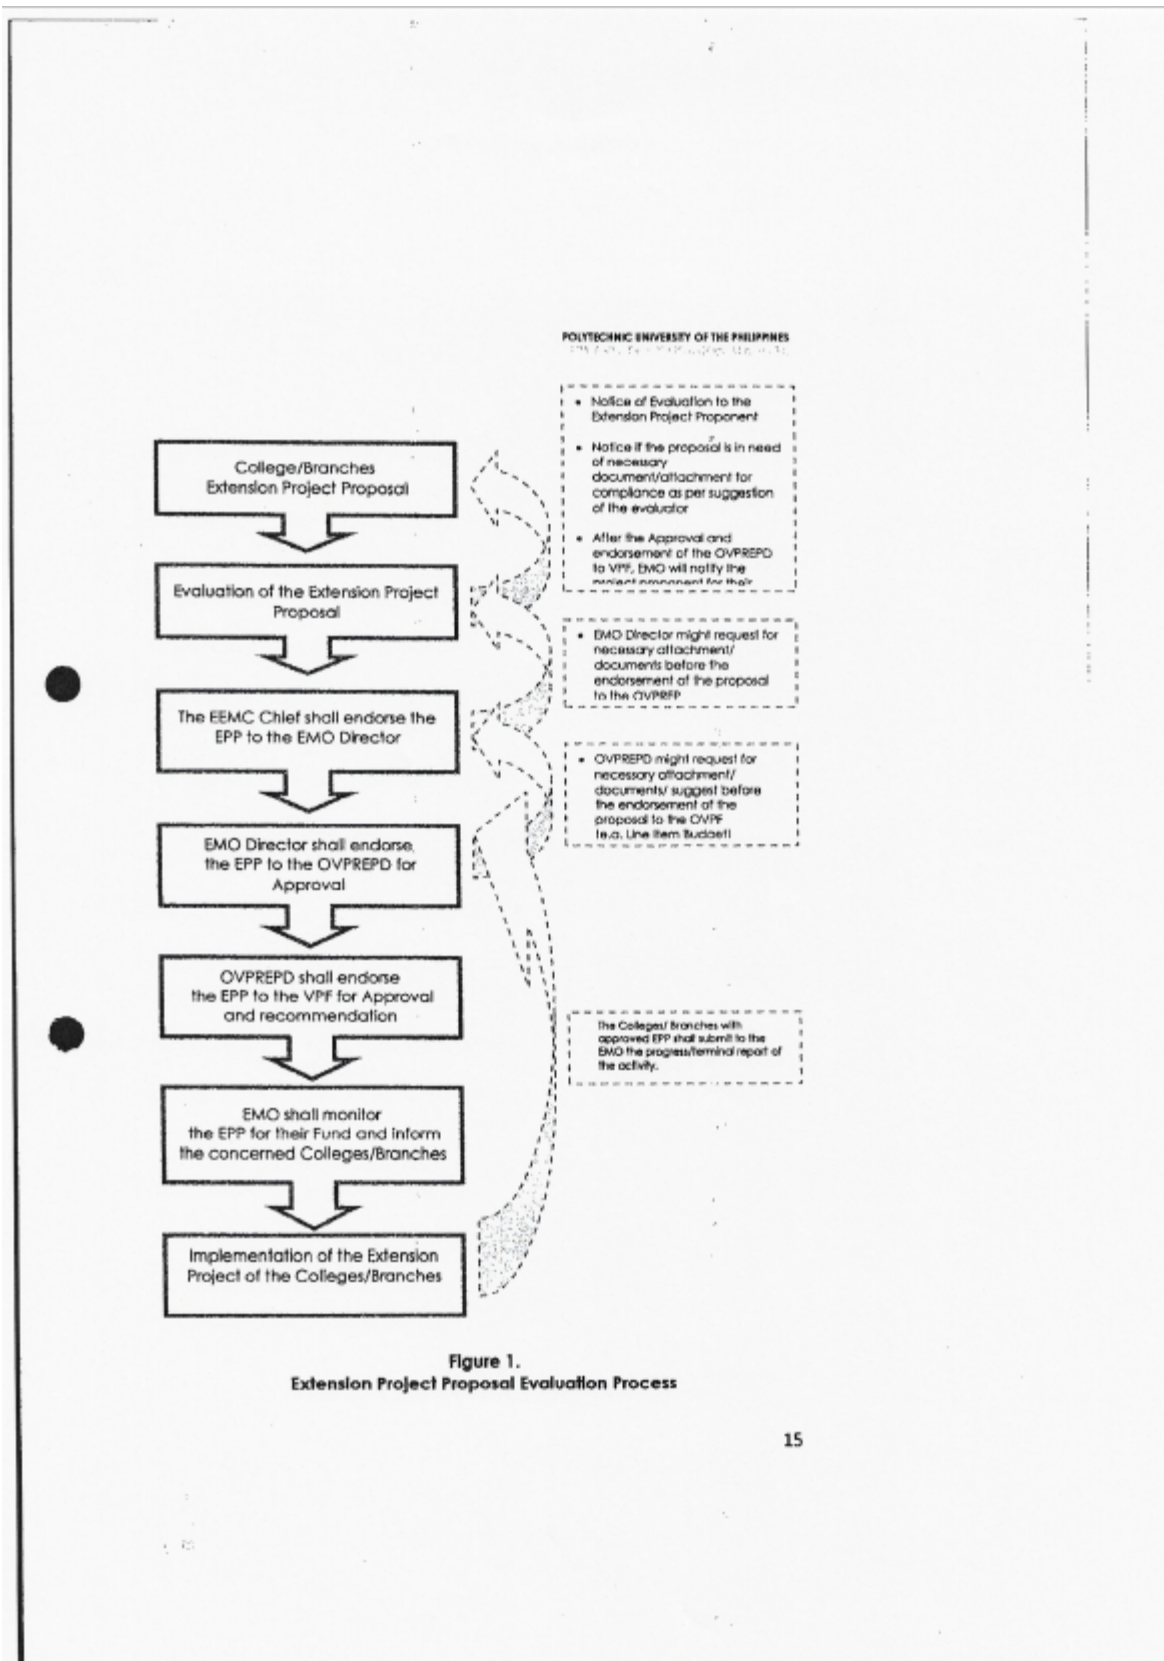 POLYTECHNIC UNIVERSITY OF THE PHILIPPINES
• Notice of Evaluation to the
Extension Project Proponent
• Notice if the proposal is in need
of necessary
document/attachment for
compliance as per suggestion
of the evaluator
• After the Approval and
endorsement of the OVPREPD
to VPF, EMO will notify the
project proponent for their
College/Branches
Extension Project Proposal
Evaluation of the Extension Project
Proposal
• EMO Director might request for
necessary attachment/
documents before the
endorsement of the proposal
to the OVPREP
The EEMC Chief shall endorse the
EPP to the EMO Director
• OVPREPD might request for
necessary attachment/
documents/ suggest before
the endorsement of the
proposal to the OVPF
(e.g. Line Item Budget)
EMO Director shall endorse
the EPP to the OVPREPD for
Approval
OVPREPD shall endorse
the EPP to the VPF for Approval
and recommendation
The Colleges/ Branches with
approved EPP shall submit to the
EMO the progress/terminal report of
the activity.
EMO shall monitor
the EPP for their Fund and inform
the concerned Colleges/Branches
Implementation of the Extension
Project of the Colleges/Branches
Figure 1.
Extension Project Proposal Evaluation Process
15